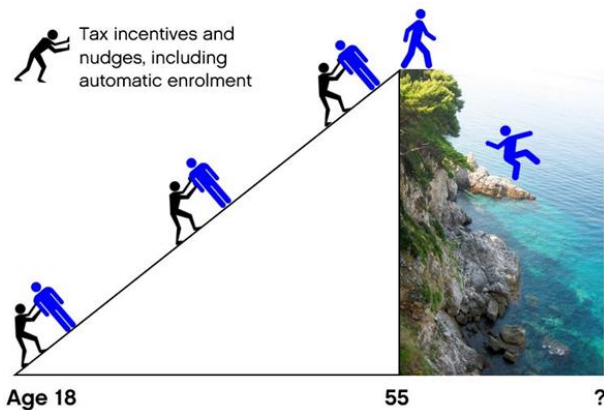 Tax incentives and
nudges, including
automatic enrolment
Age 18
55
?